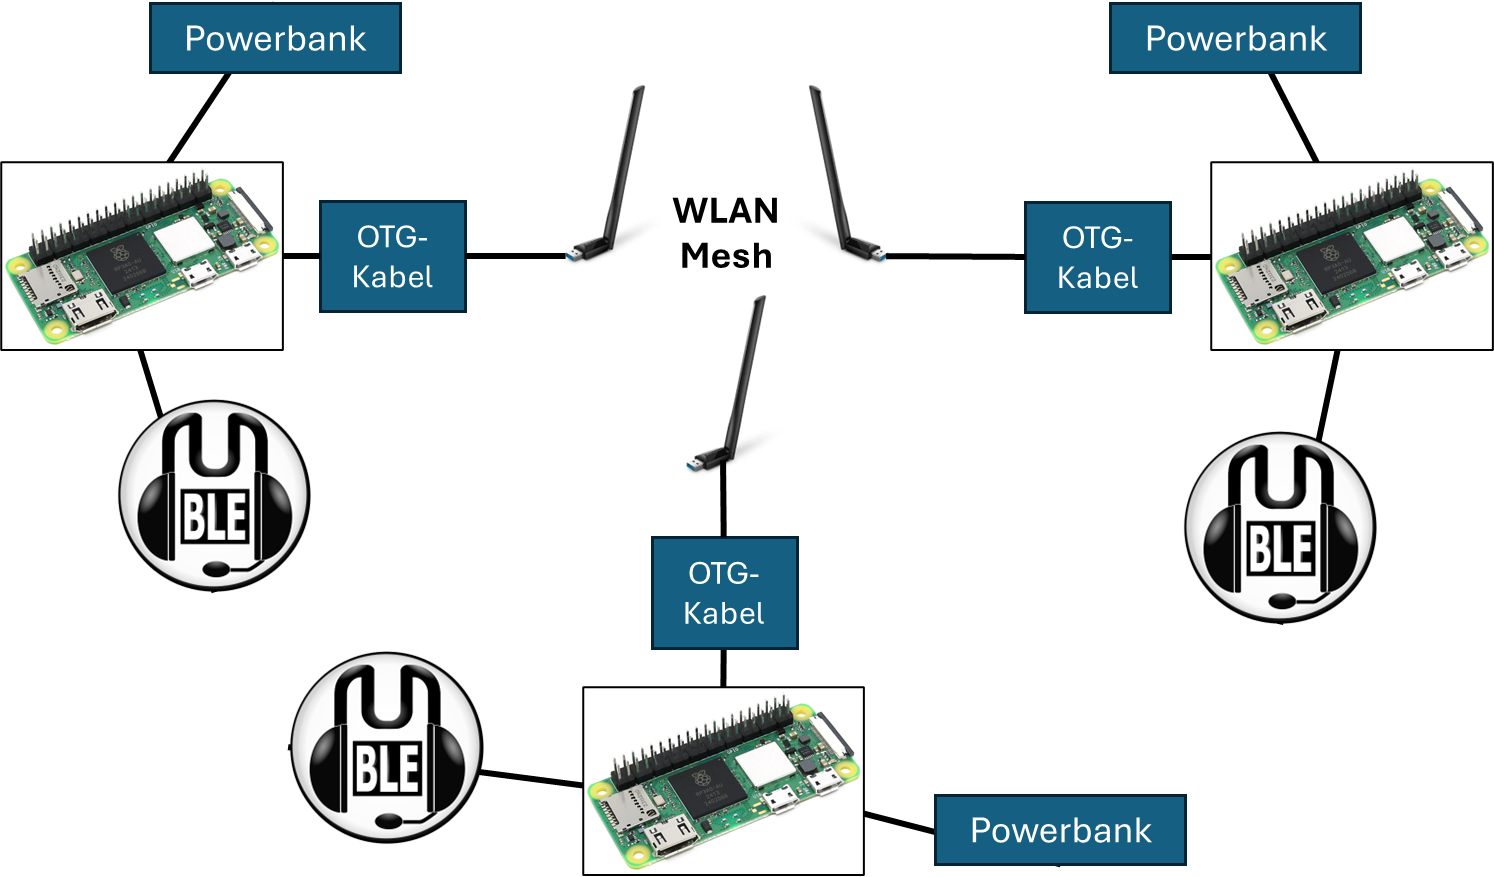 Powerbank
Powerbank
OTG-
Kabel
WLAN
Mesh
OTG-
Kabel
BLE
BLE
OTG-
Kabel
BLE
Powerbank